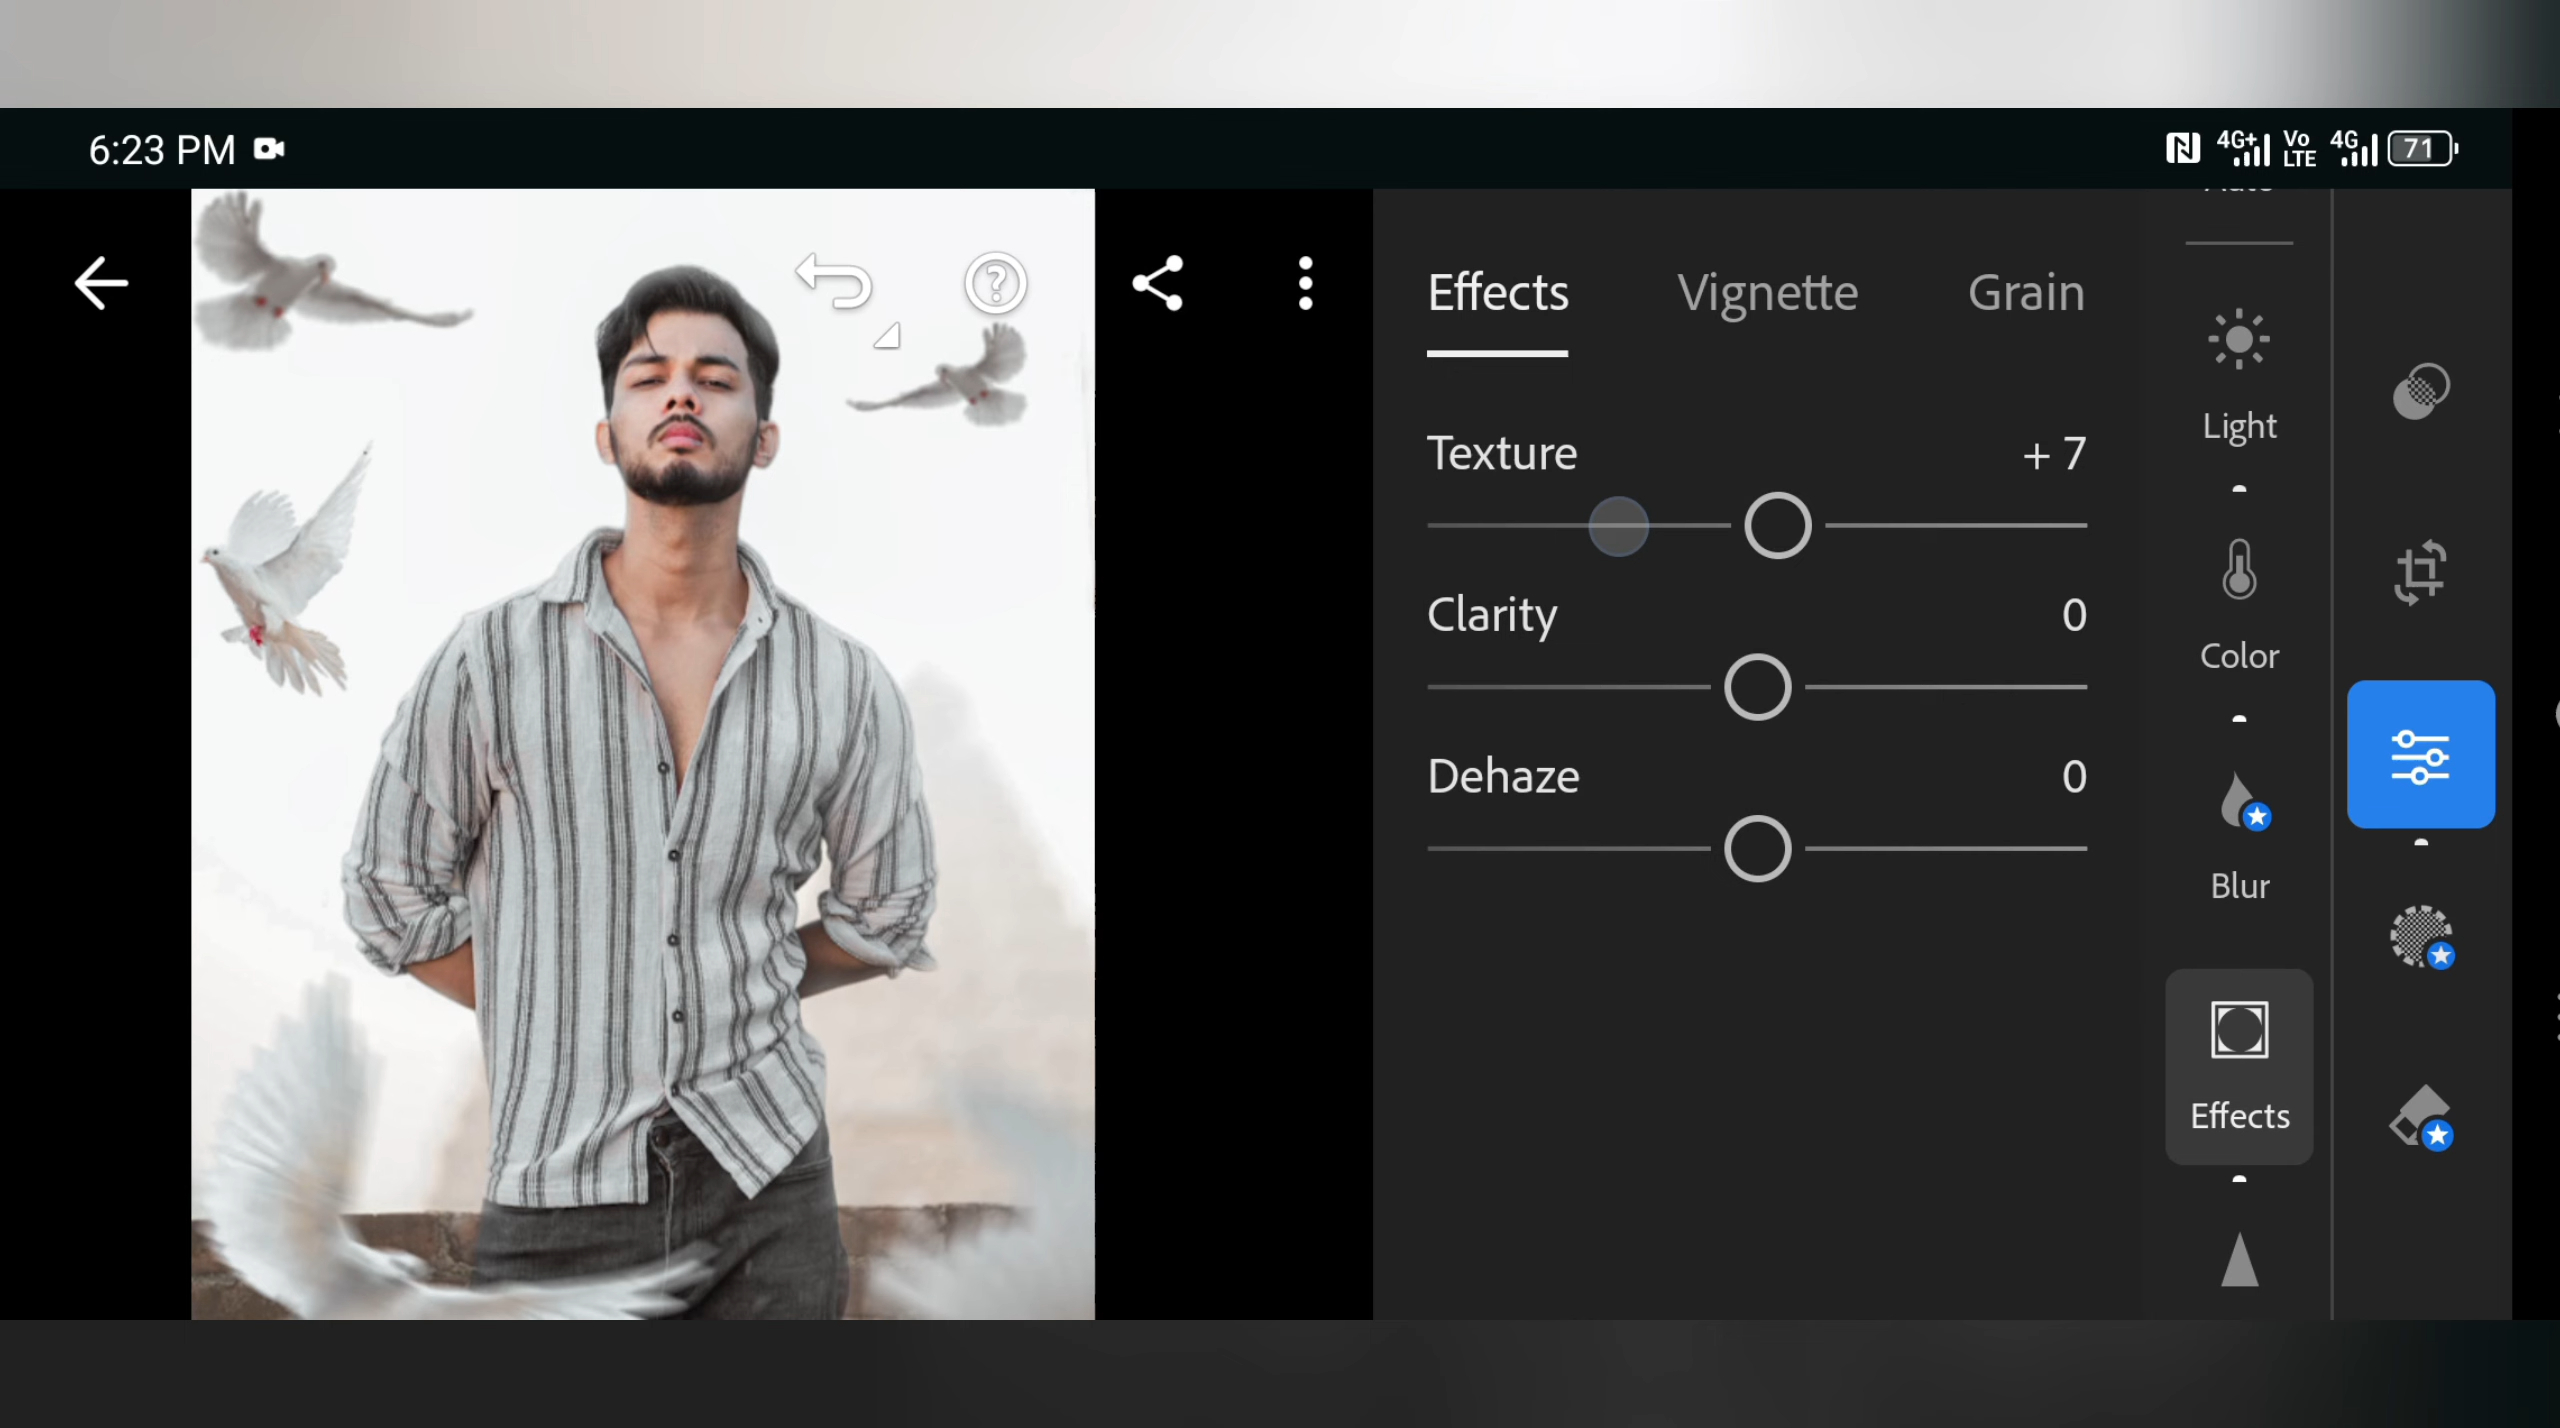 6:23 PM
4G+ Vo LTE 4G 71
Effects Vignette Grain
Texture +7
Clarity 0
Dehaze 0
Auto
Light
Color
Blur
Effects